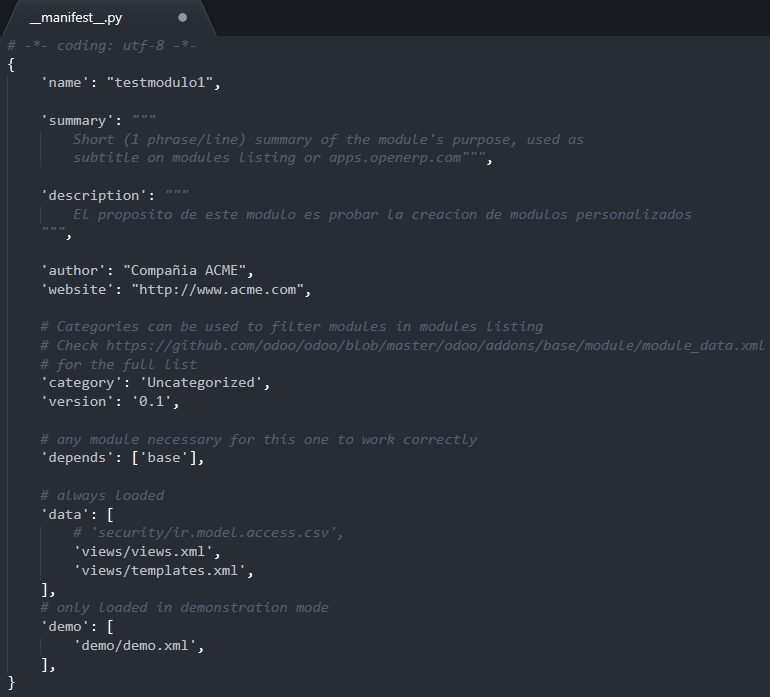 __manifest__.py
# -*- coding: utf-8 -*-
{
    'name': "testmodulo1",

    'summary': """
        Short (1 phrase/line) summary of the module's purpose, used as
        subtitle on modules listing or apps.openerp.com""",

    'description': """
        El proposito de este modulo es probar la creacion de modulos personalizados
    """,

    'author': "Compañia ACME",
    'website': "http://www.acme.com",

    # Categories can be used to filter modules in modules listing
    # Check https://github.com/odoo/odoo/blob/master/odoo/addons/base/module/module_data.xml
    # for the full list
    'category': 'Uncategorized',
    'version': '0.1',

    # any module necessary for this one to work correctly
    'depends': ['base'],

    # always loaded
    'data': [
        # 'security/ir.model.access.csv',
        'views/views.xml',
        'views/templates.xml',
    ],
    # only loaded in demonstration mode
    'demo': [
        'demo/demo.xml',
    ],
}